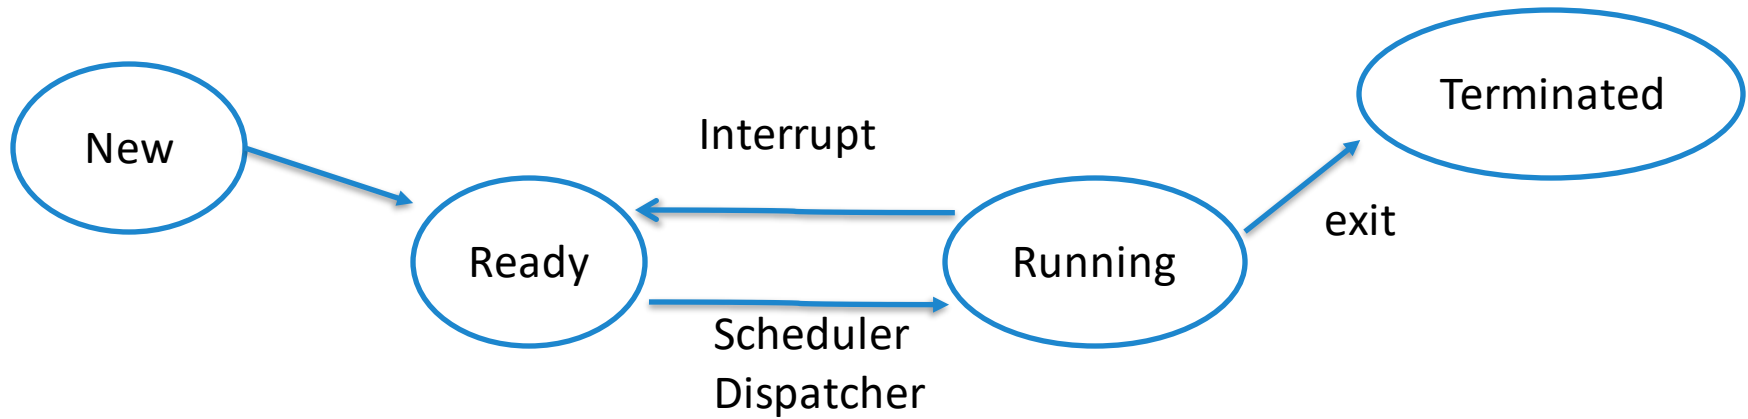 New
Interrupt
Terminated
Ready
Running
exit
Scheduler
Dispatcher